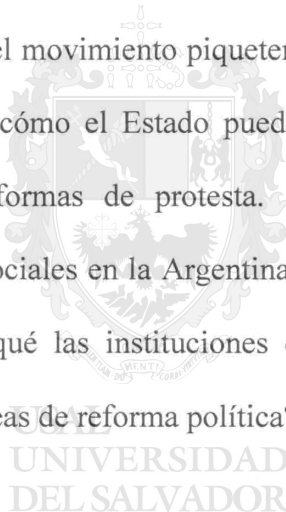 el movimiento piqueter
cómo el Estado pued
formas de protesta.
ociales en la Argentina
qué las instituciones
eas de reforma política"
USAL
UNIVERSIDAD
DEL SALVADOR